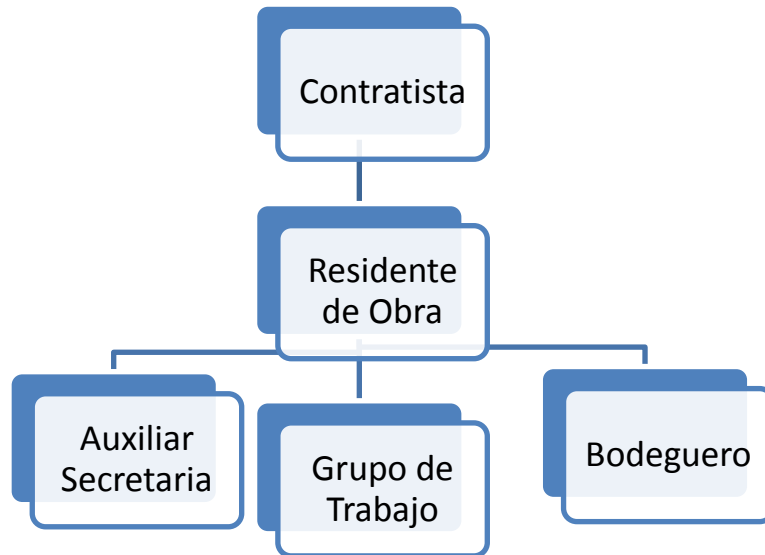 Contratista
Residente
de Obra
Auxiliar
Secretaria
Grupo de
Trabajo
Bodeguero